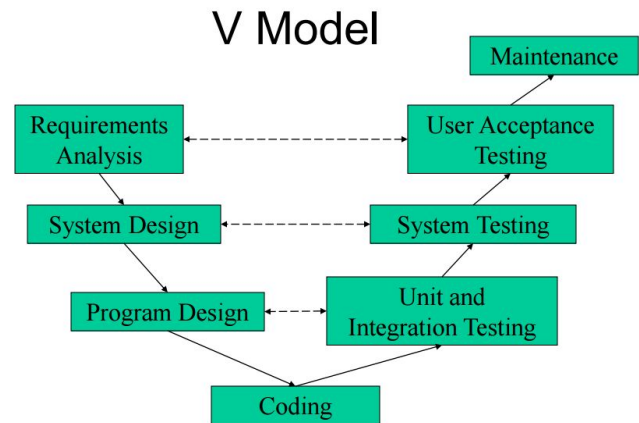 V Model
Maintenance
Requirements
Analysis
User Acceptance
Testing
System Design
System Testing
Program Design
Unit and
Integration Testing
Coding